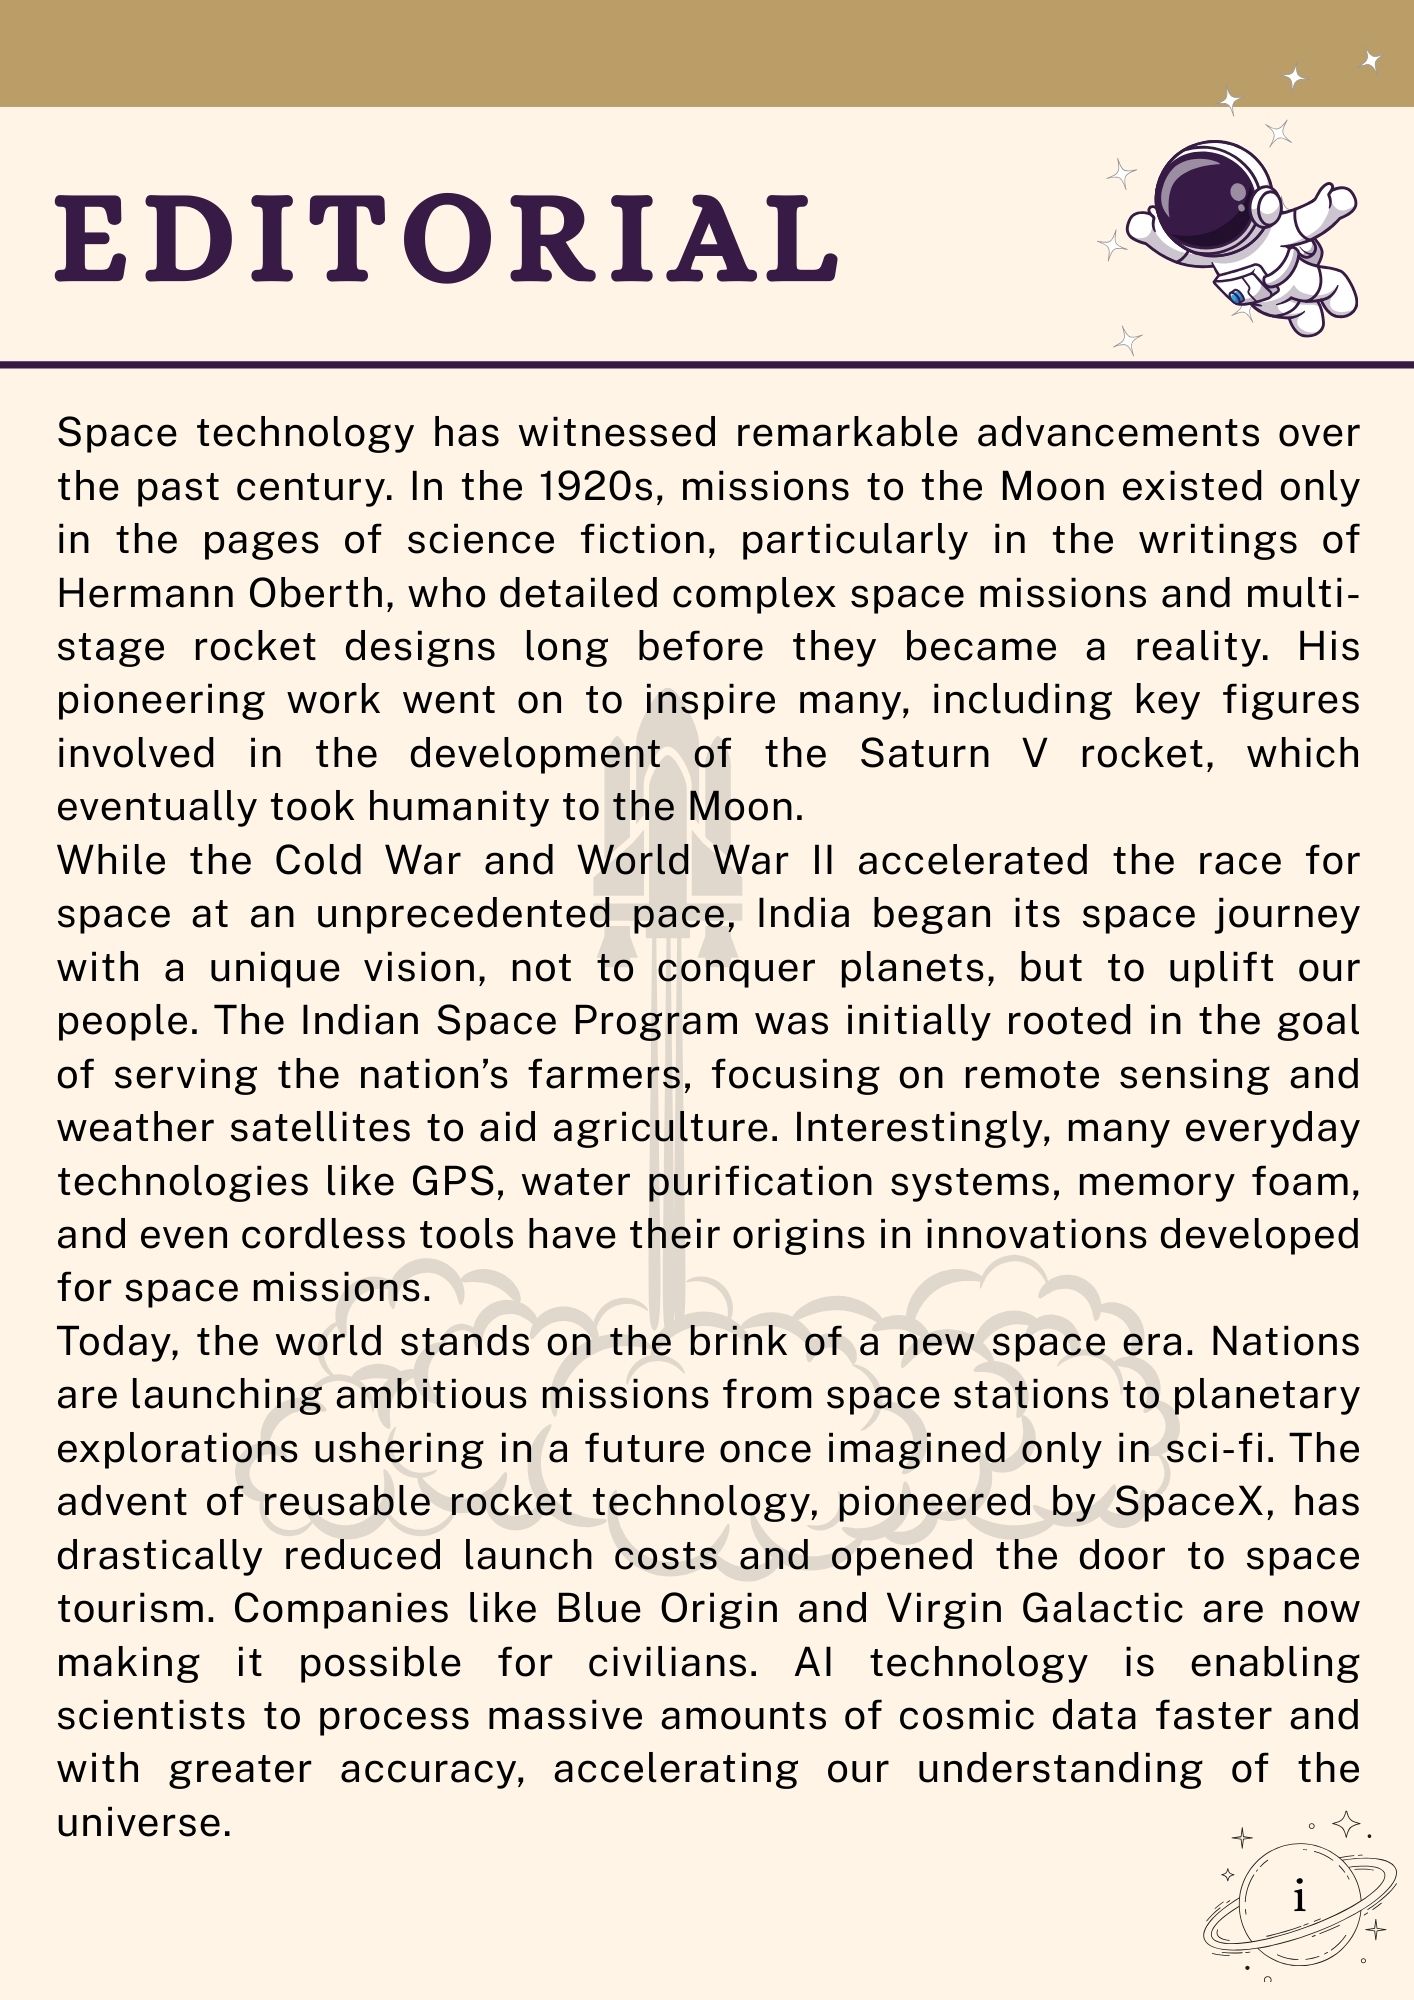 EDITORIAL
Space technology has witnessed remarkable advancements over
the past century. In the 1920s, missions to the Moon existed only
in the pages of science fiction, particularly in the writings of
Hermann Oberth, who detailed complex space missions and multi-
stage rocket designs long before they became a reality. His
pioneering work went on to inspire many, including key figures
involved in the development of the Saturn V rocket, which
eventually took humanity to the Moon.
While the Cold War and World War II accelerated the race for
space at an unprecedented pace, India began its space journey
with a unique vision, not to conquer planets, but to uplift our
people. The Indian Space Program was initially rooted in the goal
of serving the nation’s farmers, focusing on remote sensing and
weather satellites to aid agriculture. Interestingly, many everyday
technologies like GPS, water purification systems, memory foam,
and even cordless tools have their origins in innovations developed
for space missions.
Today, the world stands on the brink of a new space era. Nations
are launching ambitious missions from space stations to planetary
explorations ushering in a future once imagined only in sci-fi. The
advent of reusable rocket technology, pioneered by SpaceX, has
drastically reduced launch costs and opened the door to space
tourism. Companies like Blue Origin and Virgin Galactic are now
making it possible for civilians. AI technology is enabling
scientists to process massive amounts of cosmic data faster and
with greater accuracy, accelerating our understanding of the
universe.
i